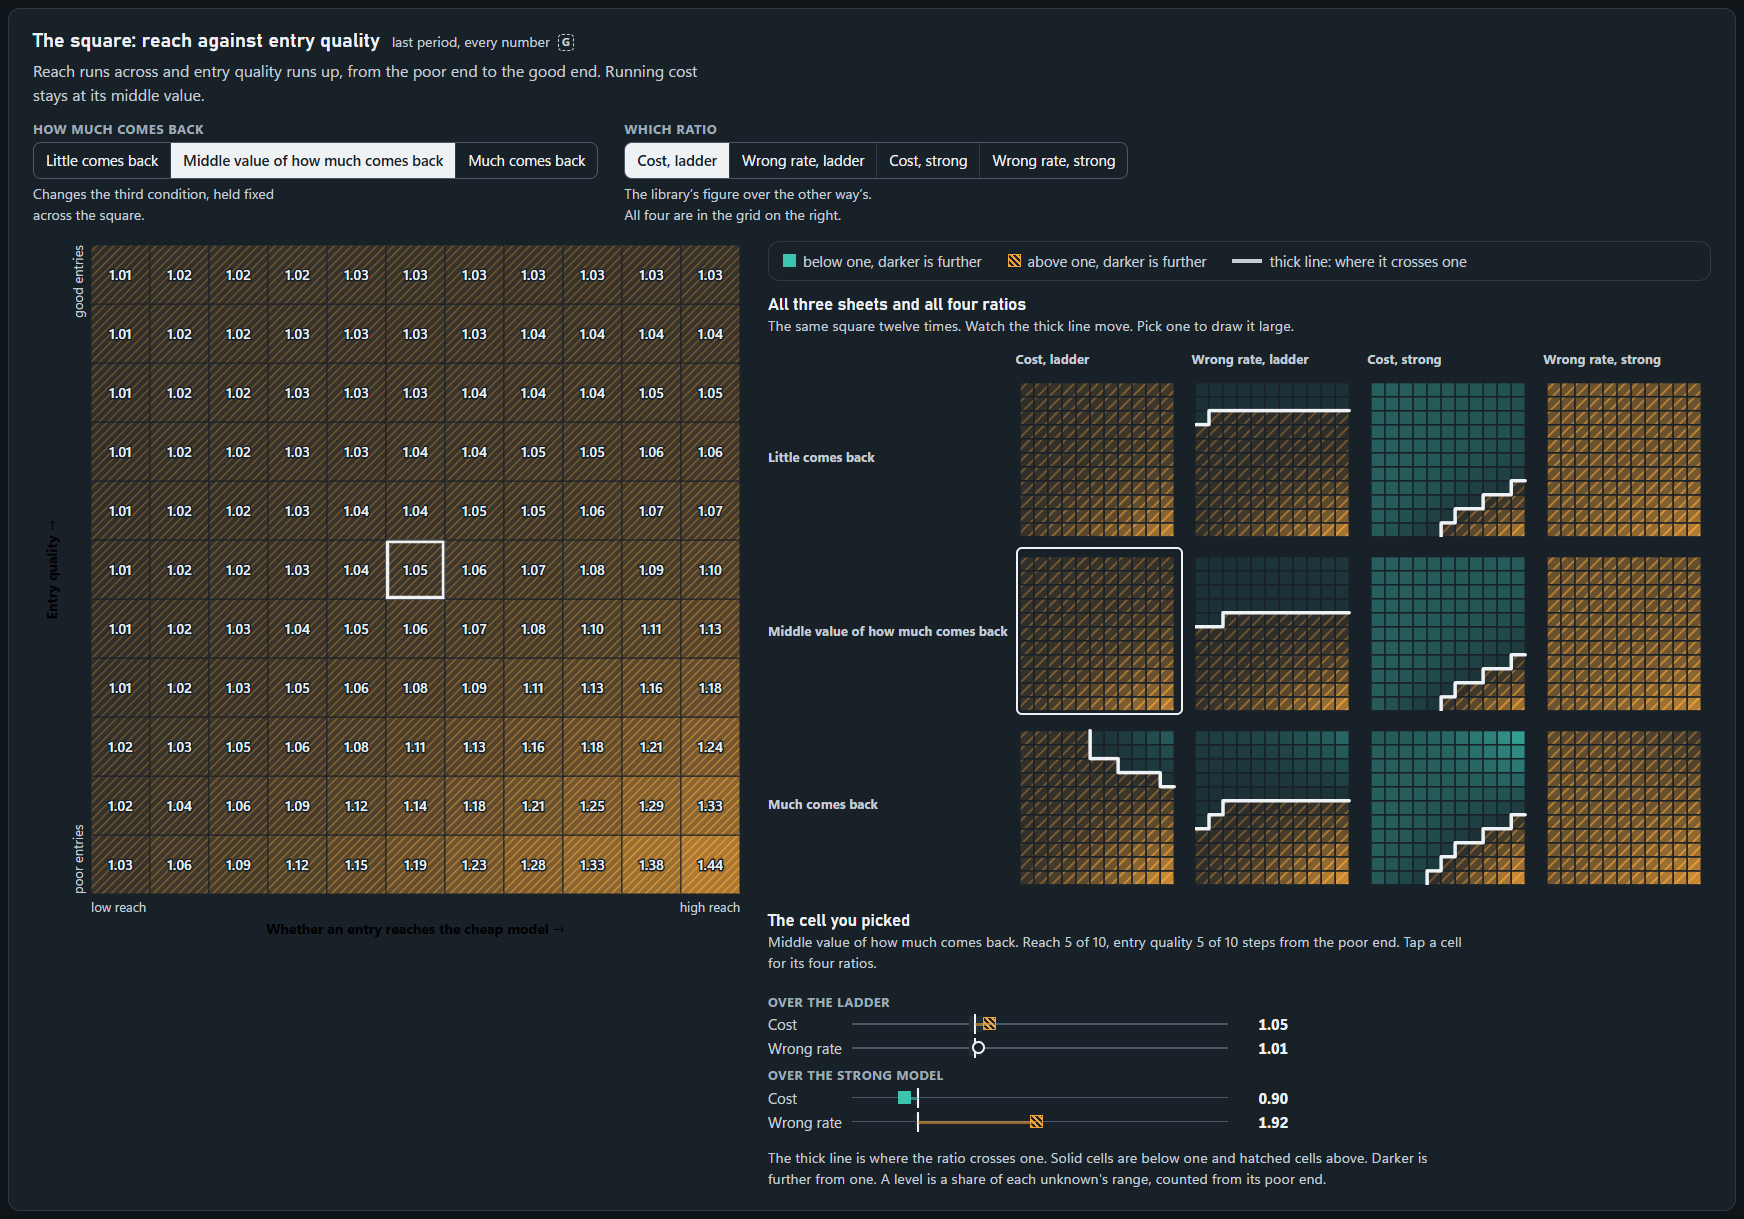 The square: reach against entry quality last period, every number G
Reach runs across and entry quality runs up, from the poor end to the good end. Running cost
stays at its middle value.
HOW MUCH COMES BACK
Little comes back Middle value of how much comes back Much comes back
Changes the third condition, held fixed
across the square.
WHICH RATIO
Cost, ladder Wrong rate, ladder Cost, strong Wrong rate, strong
The library's figure over the other way's.
All four are in the grid on the right.
good entries
Entry quality →
poor entries
1.01 1.02 1.02 1.02 1.03 1.03 1.03 1.03 1.03 1.03 1.03
1.01 1.02 1.02 1.03 1.03 1.03 1.03 1.04 1.04 1.04 1.04
1.01 1.02 1.02 1.03 1.03 1.03 1.04 1.04 1.04 1.05 1.05
1.01 1.02 1.02 1.03 1.03 1.04 1.04 1.05 1.05 1.06 1.06
1.01 1.02 1.02 1.03 1.04 1.04 1.05 1.05 1.06 1.07 1.07
1.01 1.02 1.02 1.03 1.04 1.05 1.06 1.07 1.08 1.09 1.10
1.01 1.02 1.03 1.04 1.05 1.06 1.07 1.08 1.10 1.11 1.13
1.01 1.02 1.03 1.05 1.06 1.08 1.09 1.11 1.13 1.16 1.18
1.02 1.03 1.05 1.06 1.08 1.11 1.13 1.16 1.18 1.21 1.24
1.02 1.04 1.06 1.09 1.12 1.14 1.18 1.21 1.25 1.29 1.33
1.03 1.06 1.09 1.12 1.15 1.19 1.23 1.28 1.33 1.38 1.44
low reach high reach
Whether an entry reaches the cheap model →
below one, darker is further above one, darker is further thick line: where it crosses one
All three sheets and all four ratios
The same square twelve times. Watch the thick line move. Pick one to draw it large.
Cost, ladder Wrong rate, ladder Cost, strong Wrong rate, strong
Little comes back
Middle value of how much comes back
Much comes back
The cell you picked
Middle value of how much comes back. Reach 5 of 10, entry quality 5 of 10 steps from the poor end. Tap a cell
for its four ratios.
OVER THE LADDER
Cost 1.05
Wrong rate 1.01
OVER THE STRONG MODEL
Cost 0.90
Wrong rate 1.92
The thick line is where the ratio crosses one. Solid cells are below one and hatched cells above. Darker is
further from one. A level is a share of each unknown's range, counted from its poor end.